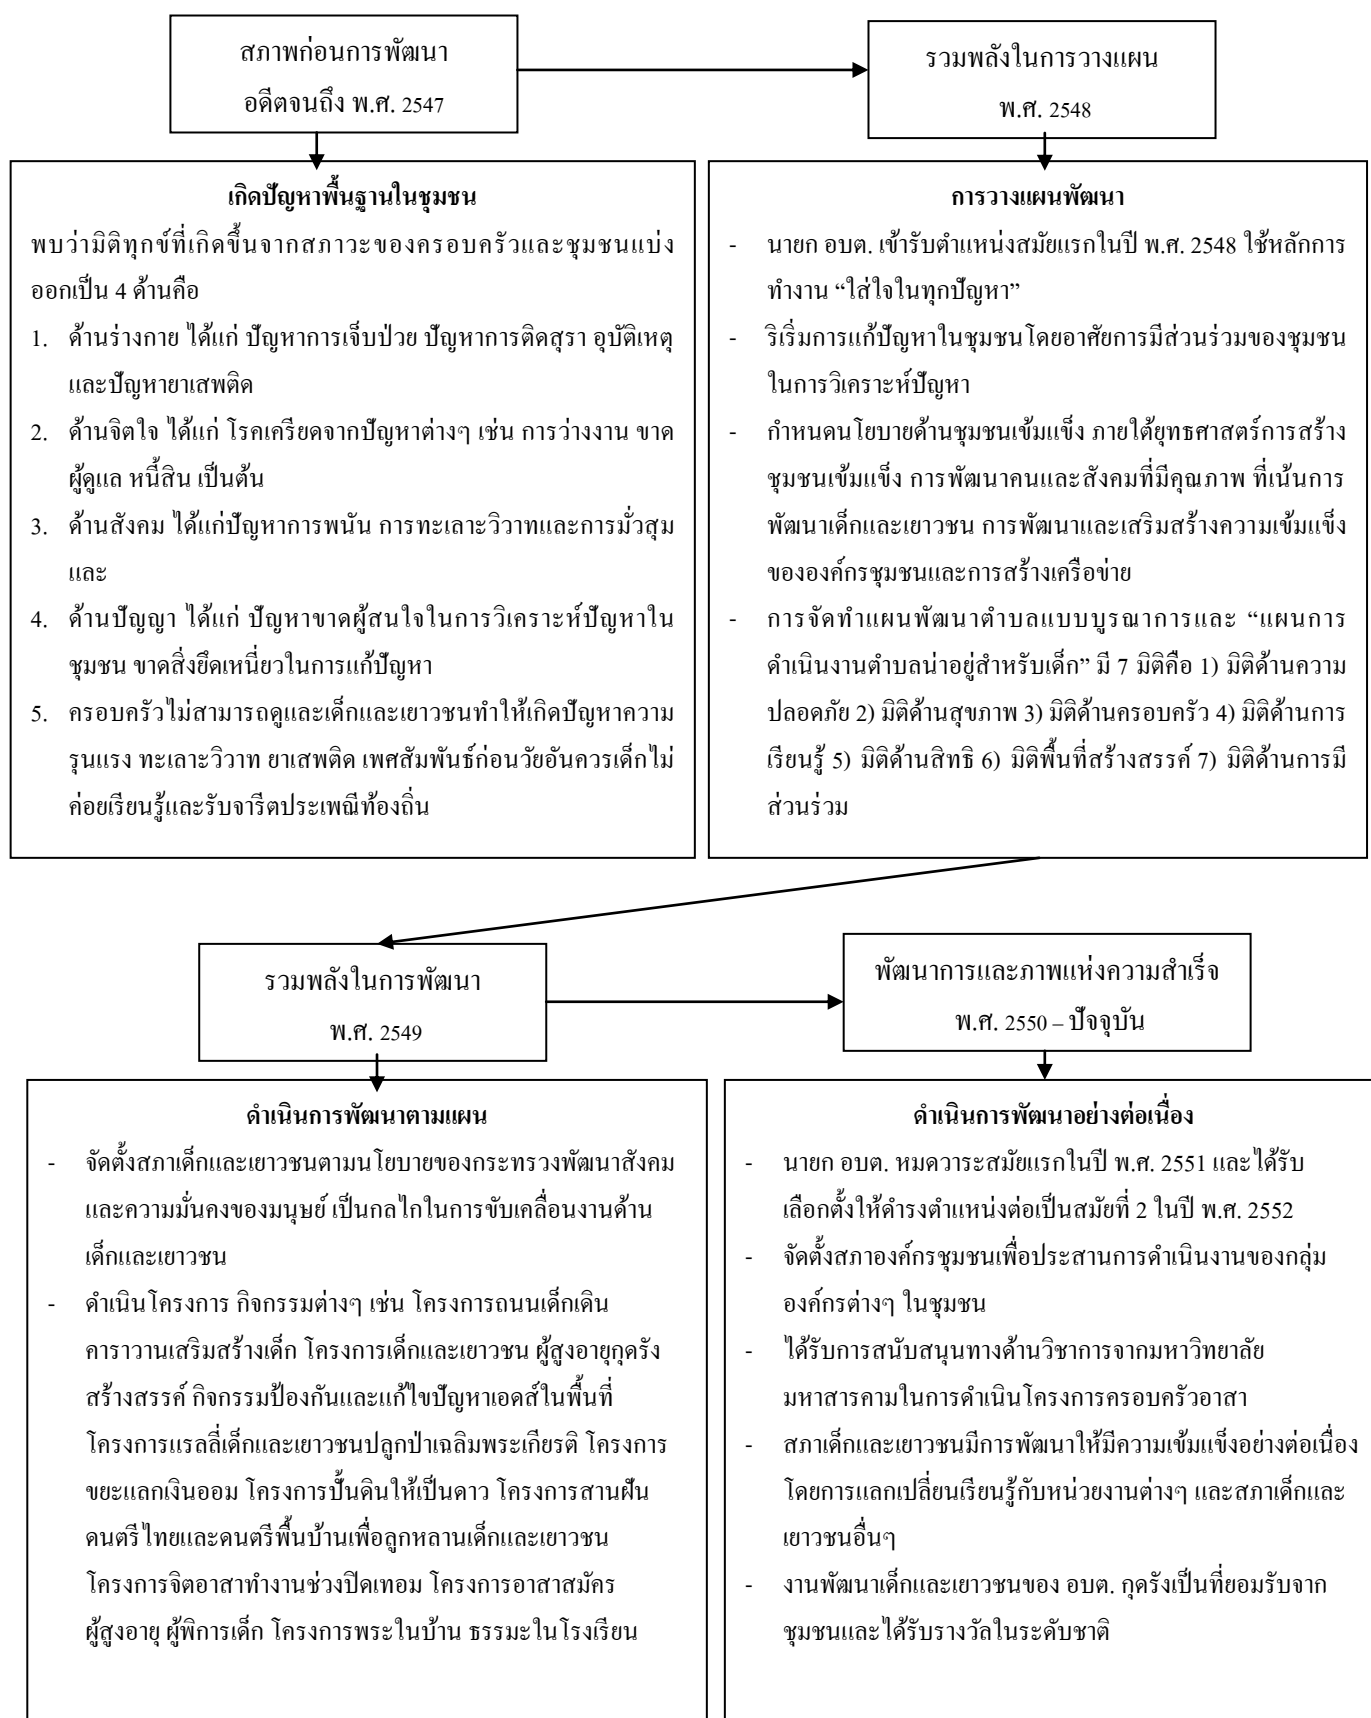 สภาพก่อนการพัฒนา
อดีตจนถึง พ.ศ. 2547
รวมพลังในการวางแผน
พ.ศ. 2548
เกิดปัญหาพื้นฐานในชุมชน
พบว่ามิติทุกข์ที่เกิดขึ้นจากสภาวะของครอบครัวและชุมชนแบ่ง
ออกเป็น 4 ด้านคือ
1. ด้านร่างกาย ได้แก่ ปัญหาการเจ็บป่วย ปัญหาการติดสุรา อุบัติเหตุ
และปัญหายาเสพติด
2. ด้านจิตใจ ได้แก่ โรคเครียดจากปัญหาต่างๆ เช่น การว่างงาน ขาด
ผู้ดูแล หนี้สิน เป็นต้น
3. ด้านสังคม ได้แก่ปัญหาการพนัน การทะเลาะวิวาทและการมั่วสุม
และ
4. ด้านปัญญา ได้แก่ ปัญหาขาดผู้สนใจในการวิเคราะห์ปัญหาใน
ชุมชน ขาดสิ่งยึดเหนี่ยวในการแก้ปัญหา
5. ครอบครัวไม่สามารถดูและเด็กและเยาวชนทำให้เกิดปัญหาความ
รุนแรง ทะเลาะวิวาท ยาเสพติด เพศสัมพันธ์ก่อนวัยอันควรเด็กไม่
ค่อยเรียนรู้และรับจารีตประเพณีท้องถิ่น
การวางแผนพัฒนา
- นายก อบต. เข้ารับตำแหน่งสมัยแรกในปี พ.ศ. 2548 ใช้หลักการ
ทำงาน “ใส่ใจในทุกปัญหา”
- ริเริ่มการแก้ปัญหาในชุมชนโดยอาศัยการมีส่วนร่วมของชุมชน
ในการวิเคราะห์ปัญหา
- กำหนดนโยบายด้านชุมชนเข้มแข็ง ภายใต้ยุทธศาสตร์การสร้าง
ชุมชนเข้มแข็ง การพัฒนาคนและสังคมที่มีคุณภาพ ที่เน้นการ
พัฒนาเด็กและเยาวชน การพัฒนาและเสริมสร้างความเข้มแข็ง
ขององค์กรชุมชนและการสร้างเครือข่าย
- การจัดทำแผนพัฒนาตำบลแบบบูรณาการและ “แผนการ
ดำเนินงานตำบลน่าอยู่สำหรับเด็ก” มี 7 มิติคือ 1) มิติด้านความ
ปลอดภัย 2) มิติด้านสุขภาพ 3) มิติด้านครอบครัว 4) มิติด้านการ
เรียนรู้ 5) มิติด้านสิทธิ 6) มิติพื้นที่สร้างสรรค์ 7) มิติด้านการมี
ส่วนร่วม
รวมพลังในการพัฒนา
พ.ศ. 2549
พัฒนาการและภาพแห่งความสำเร็จ
พ.ศ. 2550 – ปัจจุบัน
ดำเนินการพัฒนาตามแผน
- จัดตั้งสภาเด็กและเยาวชนตามนโยบายของกระทรวงพัฒนาสังคม
และความมั่นคงของมนุษย์ เป็นกลไกในการขับเคลื่อนงานด้าน
เด็กและเยาวชน
- ดำเนินโครงการ กิจกรรมต่างๆ เช่น โครงการถนนเด็กเดิน
คาราวานเสริมสร้างเด็ก โครงการเด็กและเยาวชน ผู้สูงอายุกุดรัง
สร้างสรรค์ กิจกรรมป้องกันและแก้ไขปัญหาเอดส์ในพื้นที่
โครงการแรลลี่เด็กและเยาวชนปลูกป่าเฉลิมพระเกียรติ โครงการ
ขยะแลกเงินออม โครงการปั้นดินให้เป็นดาว โครงการสานฝัน
ดนตรีไทยและดนตรีพื้นบ้านเพื่อลูกหลานเด็กและเยาวชน
โครงการจิตอาสาทำงานช่วงปิดเทอม โครงการอาสาสมัคร
ผู้สูงอายุ ผู้พิการเด็ก โครงการพระในบ้าน ธรรมะในโรงเรียน
ดำเนินการพัฒนาอย่างต่อเนื่อง
- นายก อบต. หมดวาระสมัยแรกในปี พ.ศ. 2551 และได้รับ
เลือกตั้งให้ดำรงตำแหน่งต่อเป็นสมัยที่ 2 ในปี พ.ศ. 2552
- จัดตั้งสภาองค์กรชุมชนเพื่อประสานการดำเนินงานของกลุ่ม
องค์กรต่างๆ ในชุมชน
- ได้รับการสนับสนุนทางด้านวิชาการจากมหาวิทยาลัย
มหาสารคามในการดำเนินโครงการครอบครัวอาสา
- สภาเด็กและเยาวชนมีการพัฒนาให้มีความเข้มแข็งอย่างต่อเนื่อง
โดยการแลกเปลี่ยนเรียนรู้กับหน่วยงานต่างๆ และสภาเด็กและ
เยาวชนอื่นๆ
- งานพัฒนาเด็กและเยาวชนของ อบต. กุดรังเป็นที่ยอมรับจาก
ชุมชนและได้รับรางวัลในระดับชาติ